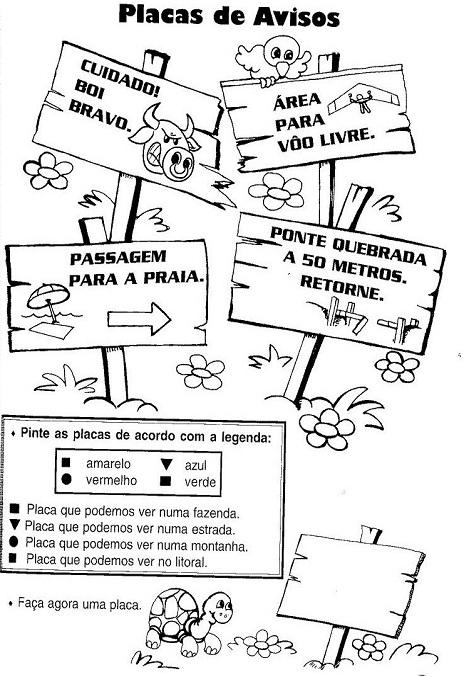 Placas de Avisos
CUIDADO!
BOI
BRAVO.
ÁREA
PARA
VÔO LIVRE.
PASSAGEM
PARA A PRAIA.
PONTE QUEBRADA
A 50 METROS.
RETORNE.
♦ Pinte as placas de acordo com a legenda:
■ amarelo ▼ azul
● vermelho ■ verde
■ Placa que podemos ver numa fazenda.
▼ Placa que podemos ver numa estrada.
● Placa que podemos ver numa montanha.
■ Placa que podemos ver no litoral.
♦ Faça agora uma placa.